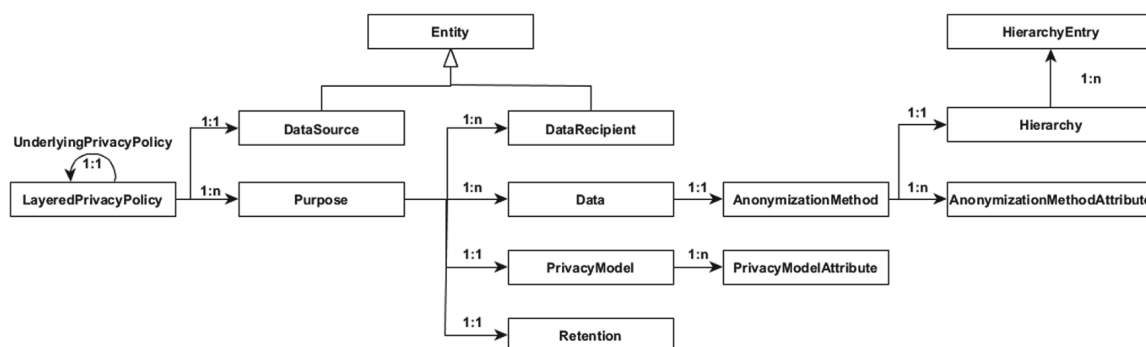 Entity
HierarchyEntry
1:n
1:1
DataSource
1:n
DataRecipient
1:1
Hierarchy
UnderlyingPrivacyPolicy
1:1
LayeredPrivacyPolicy
1:n
Purpose
1:n
Data
1:1
AnonymizationMethod
1:n
AnonymizationMethodAttribute
1:1
PrivacyModel
1:n
PrivacyModelAttribute
1:1
Retention